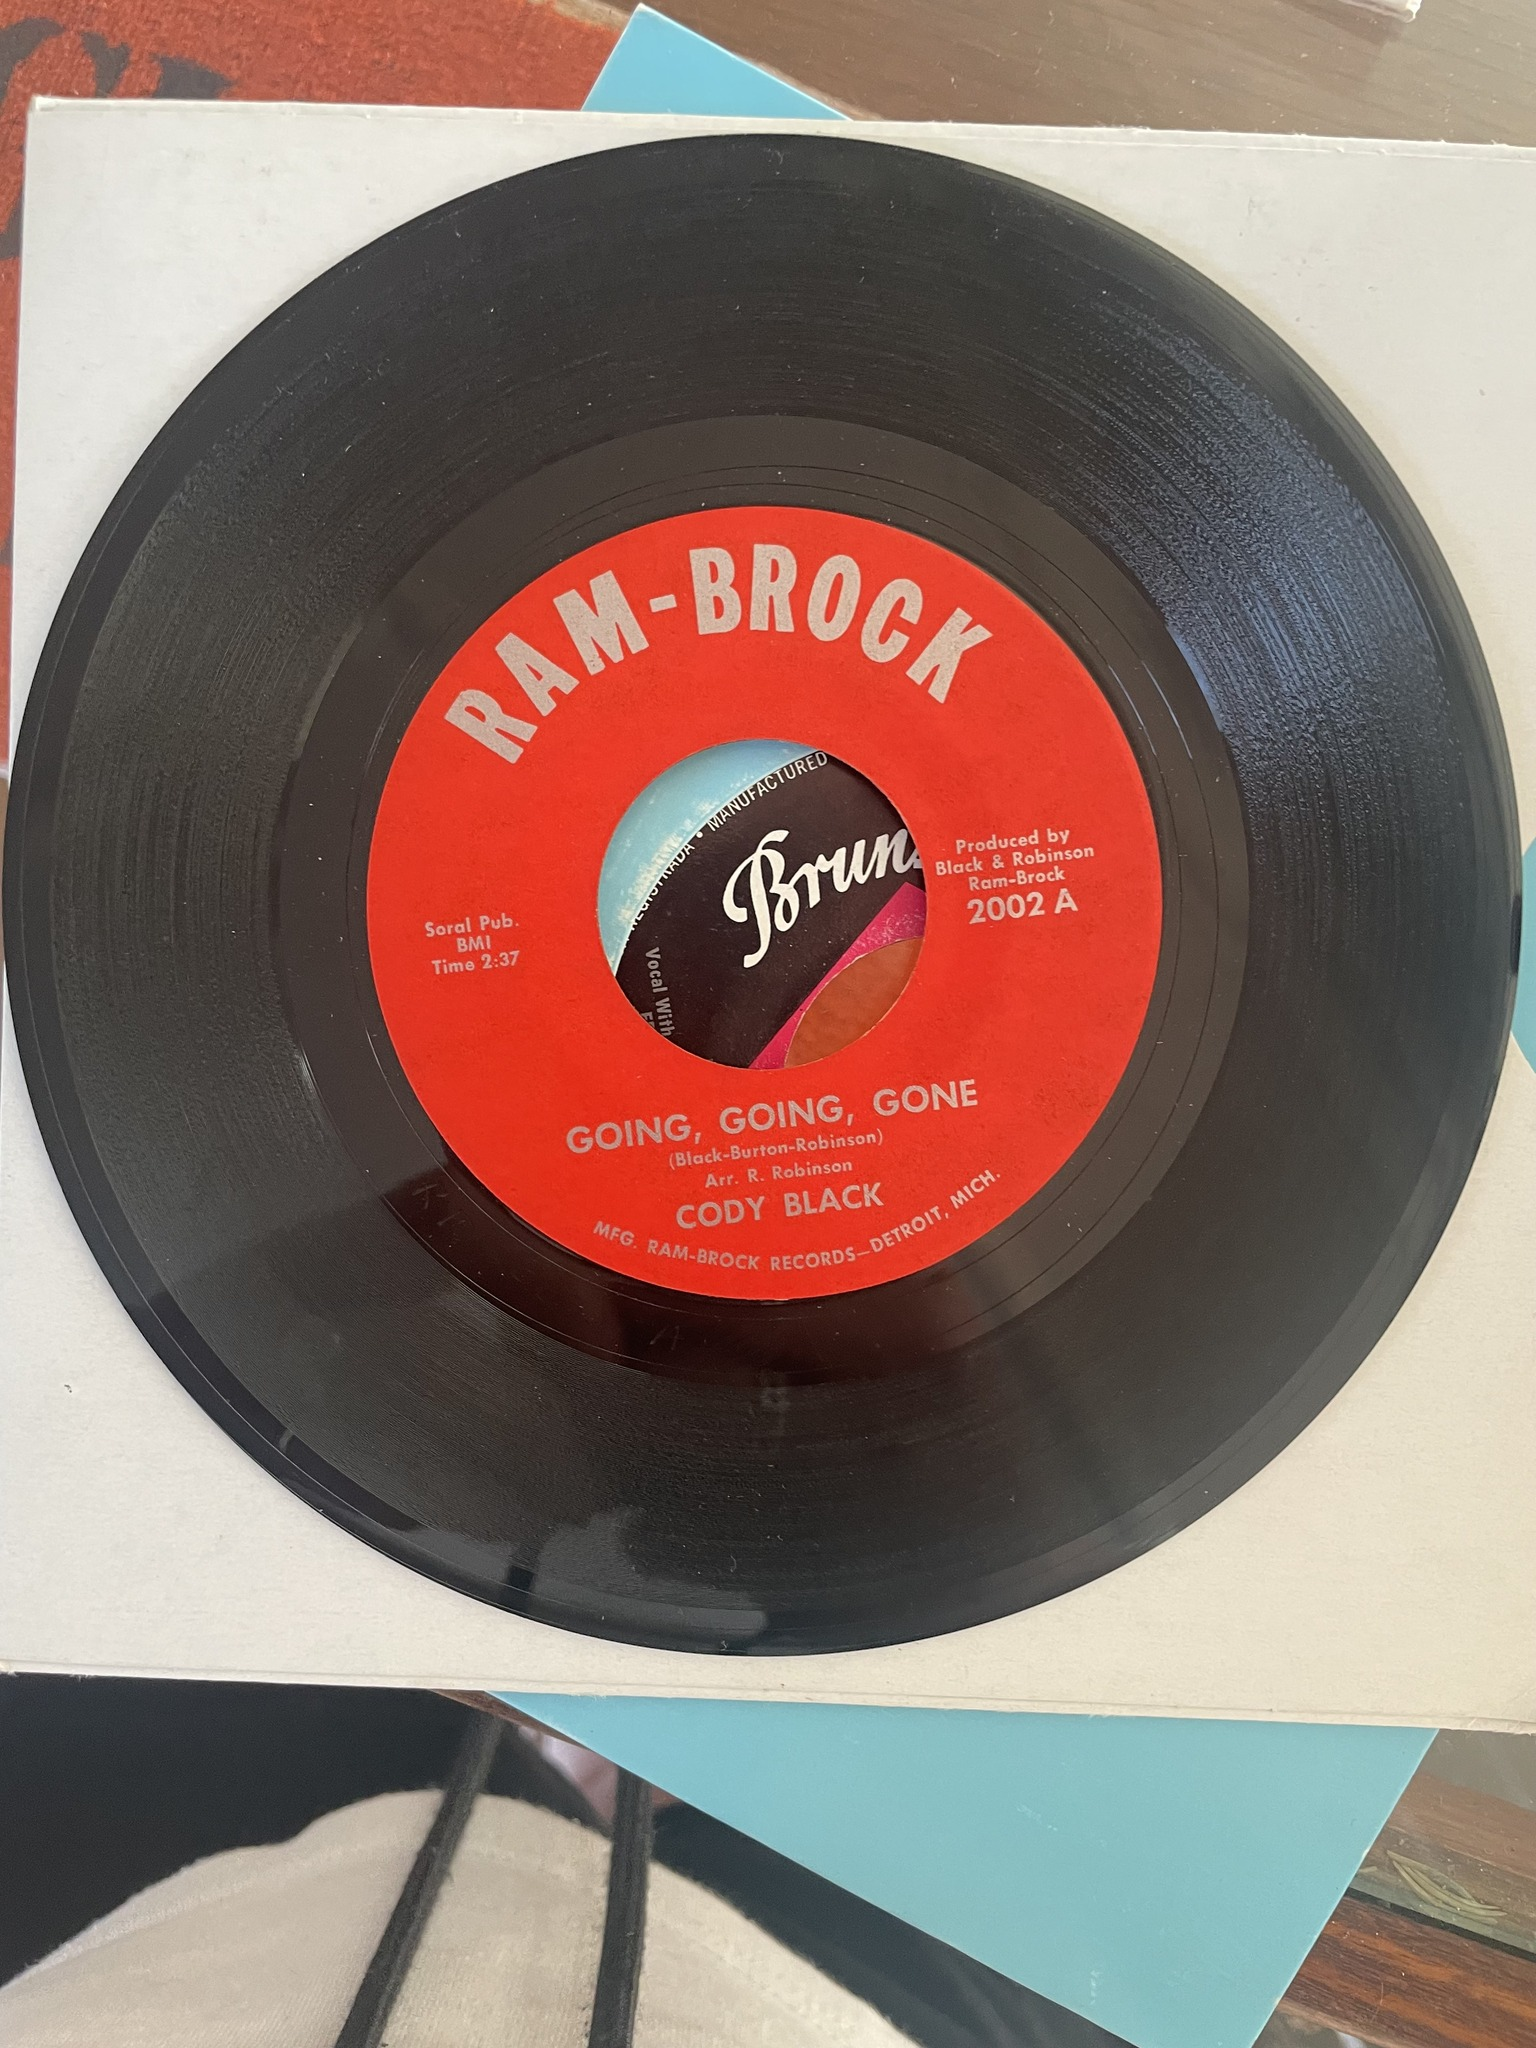 RAM-BROCK
MANUFACTURED
Brun
Vocal With
Produced by
Black & Robinson
Ram-Brock
2002 A
Soral Pub.
BMI
Time 2:37
GOING, GOING, GONE
(Black-Burton-Robinson)
Arr. R. Robinson
CODY BLACK
MFG. RAM-BROCK RECORDS—DETROIT, MICH.